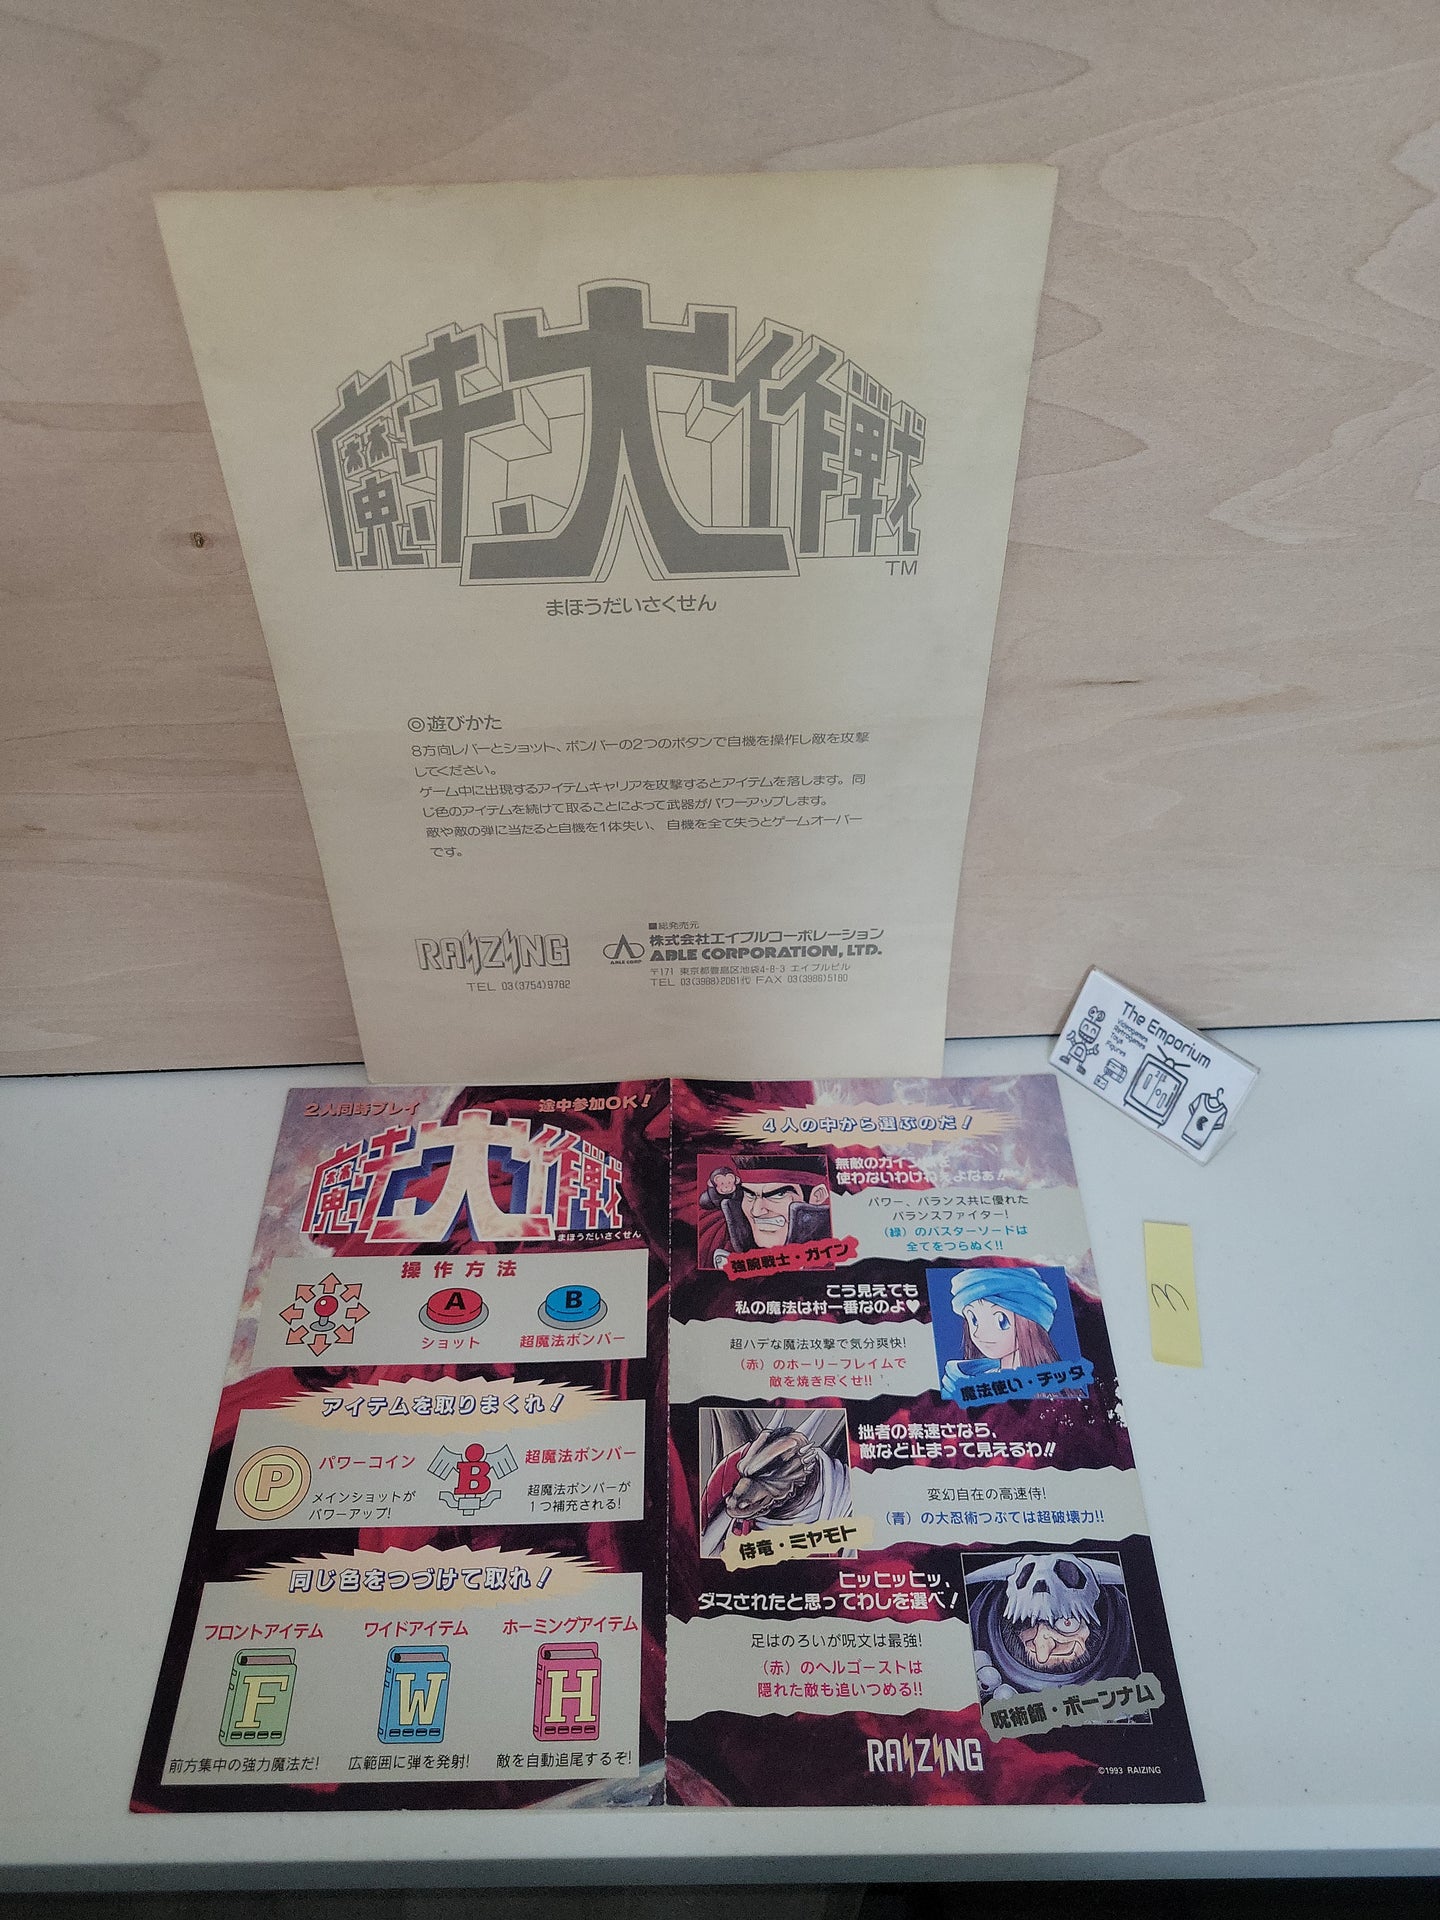 魔法大作戦
TM
まほうだいさくせん
◎遊びかた
8方向レバーとショット、ボンバーの2つのボタンで自機を操作し敵を攻撃
してください。
ゲーム中に出現するアイテムキャリアを攻撃するとアイテムを落します。同
じ色のアイテムを続けて取ることによって武器がパワーアップします。
敵や敵の弾に当たると自機を1体失い、自機を全て失うとゲームオーバー
です。
RAIZING
TEL 03(3754)9782
■総発売元
ABLE CORP
株式会社エイブルコーポレーション
ABLE CORPORATION, LTD.
〒171 東京都豊島区池袋4-8-3 エイブルビル
TEL 03(3988)2061代 FAX 03(3986)5160
The Emporium
Videogames
Retrogames
Toys
Figures
3
2人同時プレイ
途中参加OK!
魔法大作戦
まほうだいさくせん
操作方法
A
B
ショット
超魔法ボンバー
アイテムを取りまくれ!
P
パワーコイン
メインショットが
パワーアップ!
B
超魔法ボンバー
超魔法ボンバーが
1つ補充される!
同じ色をつづけて取れ!
フロントアイテム
ワイドアイテム
ホーミングアイテム
F
W
H
前方集中の強力魔法だ!
広範囲に弾を発射!
敵を自動追尾するぞ!
4人の中から選ぶのだ!
無敵のガイン
使わないわけ よなぁ!!
パワー、バランス共に優れた
バランスファイター!
(緑)のバスターソードは
全てをつらぬく!!
強腕戦士・ガイン
こう見えても
私の魔法は村一番なのよ♥
超ハデな魔法攻撃で気分爽快!
(赤)のホーリーフレイムで
敵を焼き尽くせ!!
魔法使い・チッタ
拙者の素速さなら、
敵など止まって見えるわ!!
変幻自在の高速侍!
(青)の大忍術つぶては超破壊力!!
侍竜・ミヤモト
ヒッヒッヒッ、
ダマされたと思ってわしを選べ!
足はのろいが呪文は最強!
(赤)のヘルゴーストは
隠れた敵も追いつめる!!
呪術師・ボーンナム
RAIZING
©1993 RAIZING